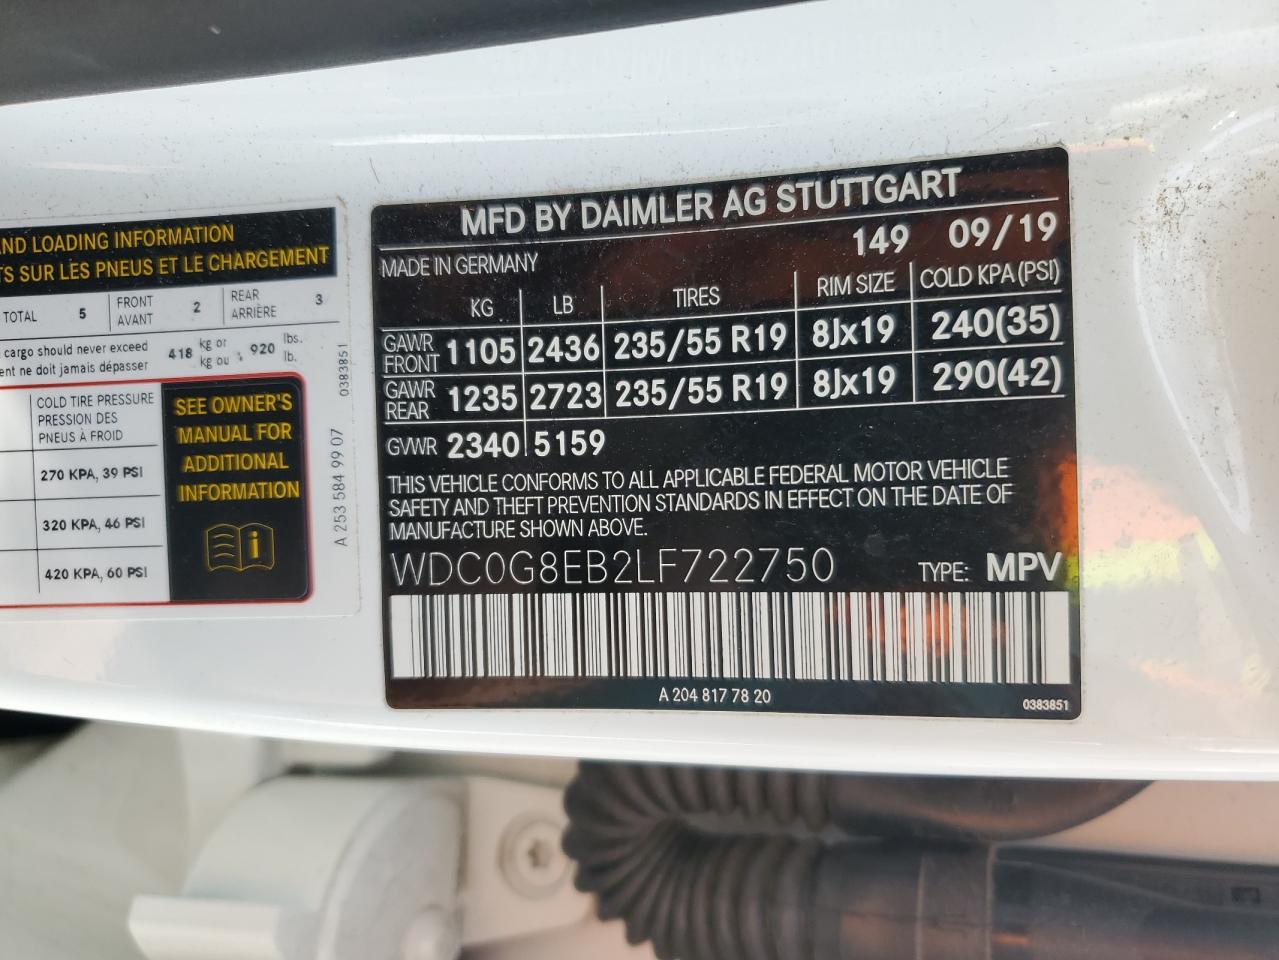 AND LOADING INFORMATION
TS SUR LES PNEUS ET LE CHARGEMENT
TOTAL 5 FRONT AVANT 2 REAR ARRIÈRE 3
cargo should never exceed 418 kg or 920 lbs.
ent ne doit jamais dépasser kg ou lb.
COLD TIRE PRESSURE
PRESSION DES
PNEUS À FROID
270 KPA, 39 PSI
320 KPA, 46 PSI
420 KPA, 60 PSI
SEE OWNER'S
MANUAL FOR
ADDITIONAL
INFORMATION
i
0383851
A 253 584 99 07
MFD BY DAIMLER AG STUTTGART
149 09/19
MADE IN GERMANY
KG LB TIRES RIM SIZE COLD KPA (PSI)
GAWR FRONT 1105 2436 235/55 R19 8Jx19 240(35)
GAWR REAR 1235 2723 235/55 R19 8Jx19 290(42)
GVWR 2340 5159
THIS VEHICLE CONFORMS TO ALL APPLICABLE FEDERAL MOTOR VEHICLE
SAFETY AND THEFT PREVENTION STANDARDS IN EFFECT ON THE DATE OF
MANUFACTURE SHOWN ABOVE.
WDC0G8EB2LF722750 TYPE: MPV
A 204 817 78 20
0383851